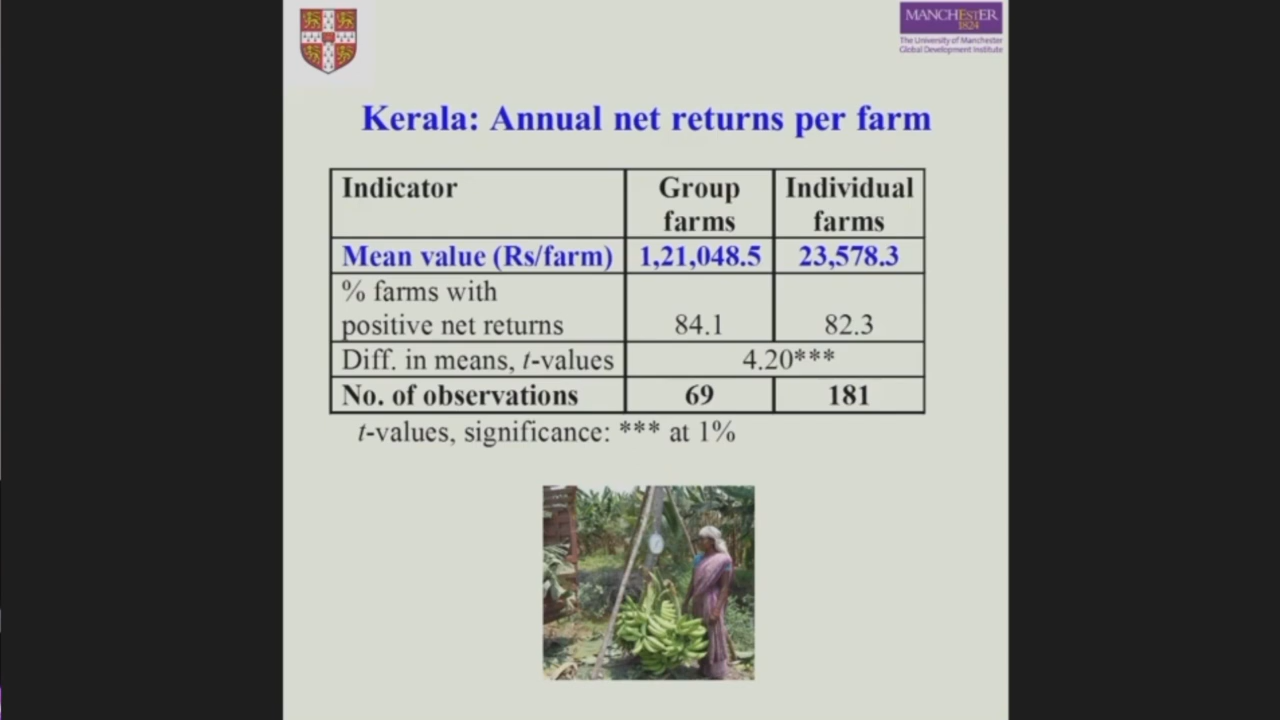 MANCHESTER
1824
The University of Manchester
Global Development Institute
Kerala: Annual net returns per farm
Indicator
Group farms
Individual farms
Mean value (Rs/farm) 1,21,048.5 23,578.3
% farms with
positive net returns 84.1 82.3
Diff. in means, t-values 4.20***
No. of observations 69 181
t-values, significance: *** at 1%